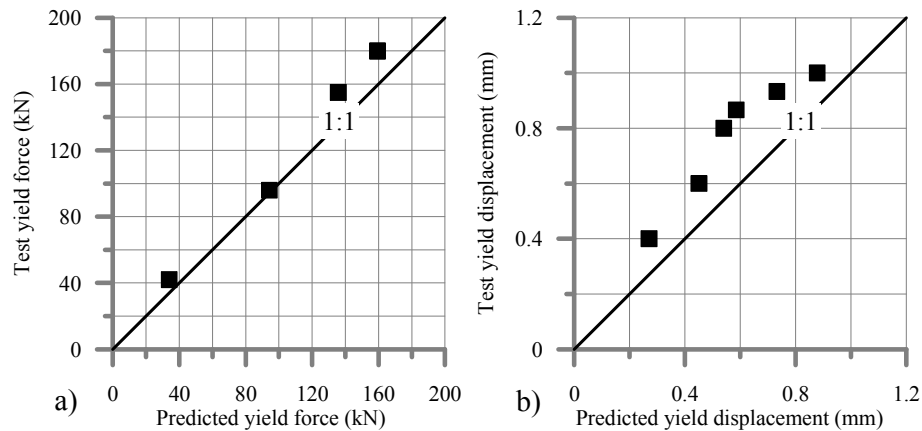 200
160
120
80
40
0
Test yield force (kN)
1:1
0 40 80 120 160 200
a) Predicted yield force (kN)
1.2
0.8
0.4
0
Test yield displacement (mm)
1:1
0 0.4 0.8 1.2
b) Predicted yield displacement (mm)